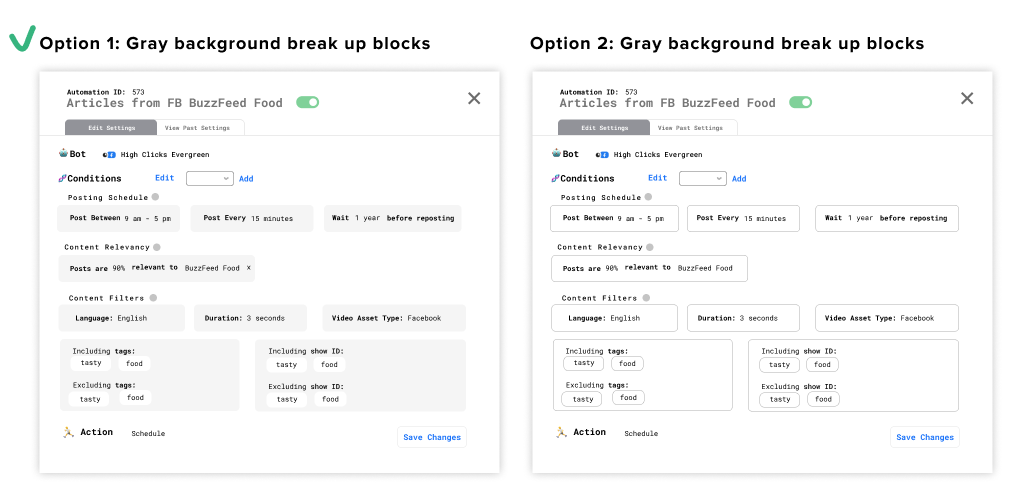 Option 1: Gray background break up blocks
Automation ID: 573
Articles from FB BuzzFeed Food
Edit Settings View Past Settings
Bot High Clicks Evergreen
Conditions Edit Add
Posting Schedule
Post Between 9 am - 5 pm Post Every 15 minutes Wait 1 year before reposting
Content Relevancy
Posts are 90% relevant to BuzzFeed Food x
Content Filters
Language: English Duration: 3 seconds Video Asset Type: Facebook
Including tags: Including show ID:
tasty food tasty food
Excluding tags: Excluding show ID:
tasty food tasty food
Action Schedule Save Changes
Option 2: Gray background break up blocks
Automation ID: 573
Articles from FB BuzzFeed Food
Edit Settings View Past Settings
Bot High Clicks Evergreen
Conditions Edit Add
Posting Schedule
Post Between 9 am - 5 pm Post Every 15 minutes Wait 1 year before reposting
Content Relevancy
Posts are 90% relevant to BuzzFeed Food
Content Filters
Language: English Duration: 3 seconds Video Asset Type: Facebook
Including tags: Including show ID:
tasty food tasty food
Excluding tags: Excluding show ID:
tasty food tasty food
Action Schedule Save Changes